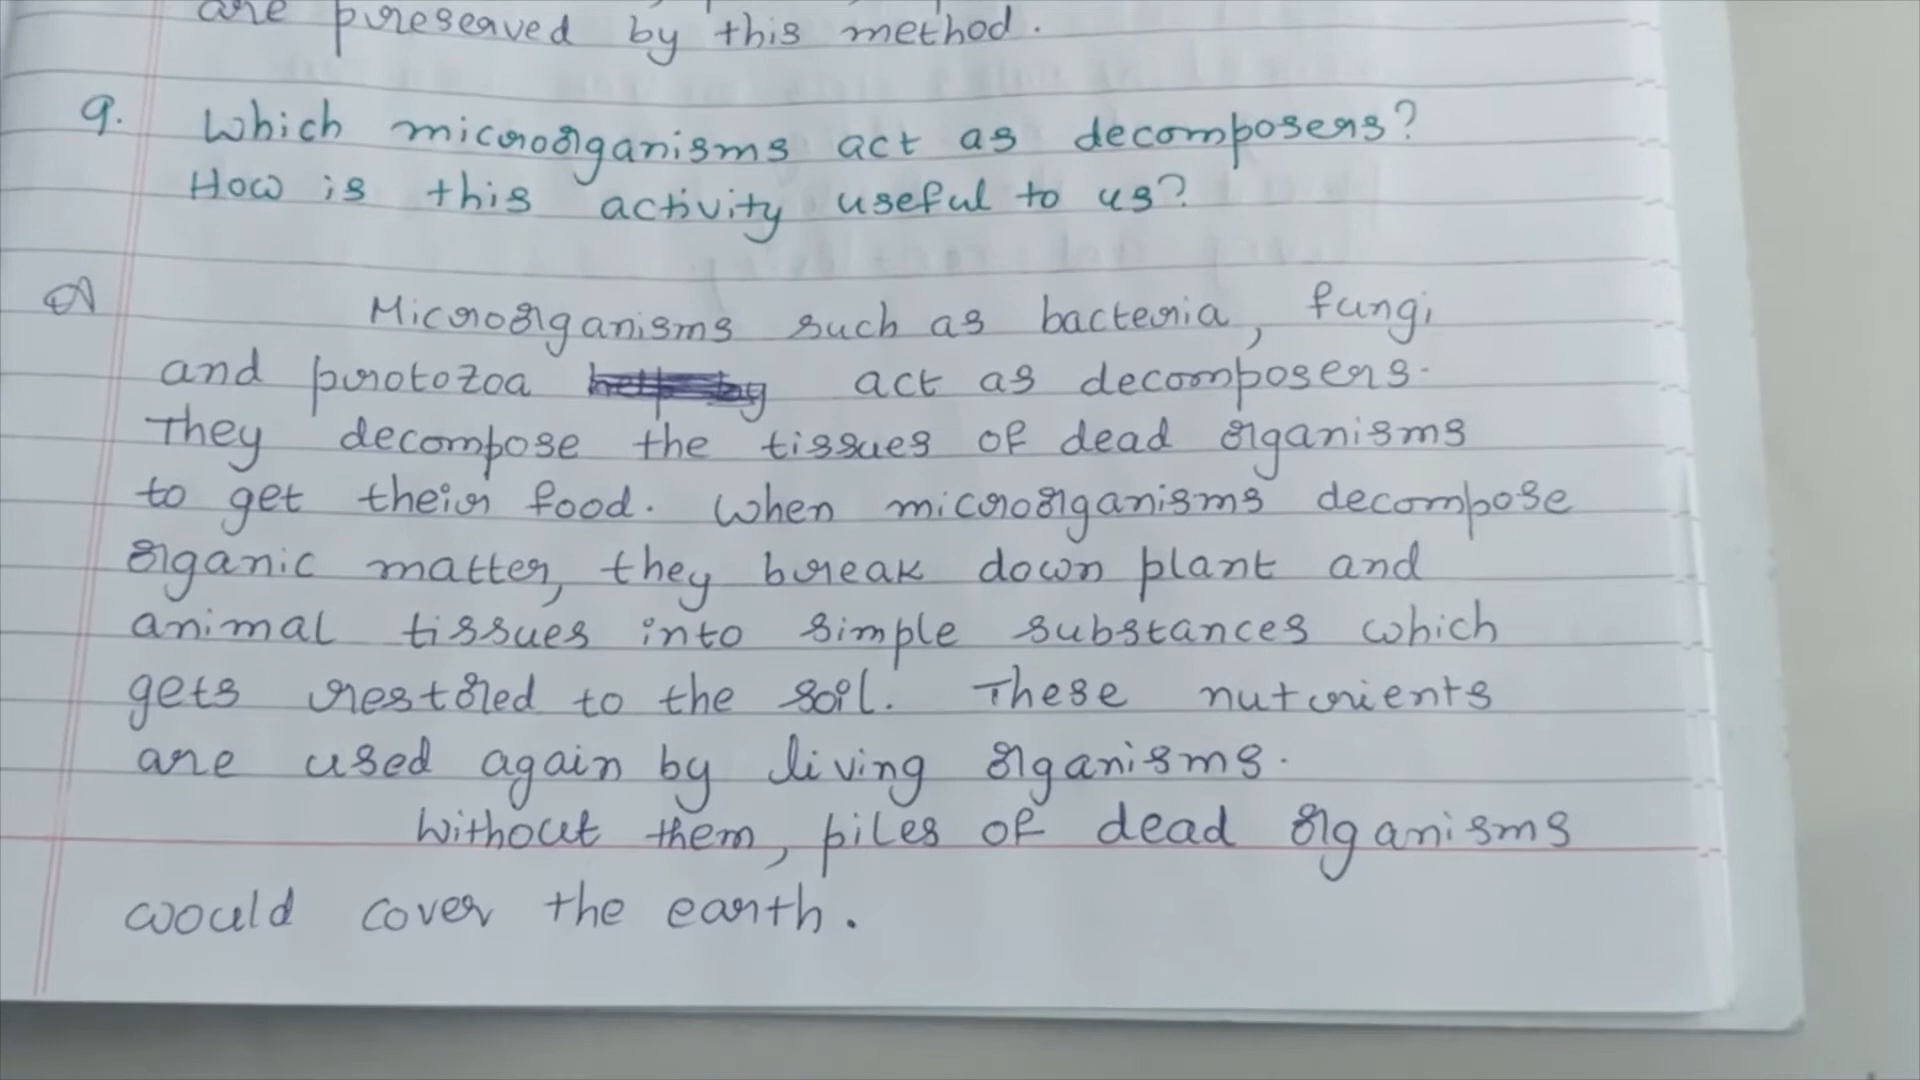 are preserved by this method.
9. Which microorganisms act as decomposers?
How is this activity useful to us?
A Microorganisms such as bacteria, fungi
and protozoa act as decomposers.
They decompose the tissues of dead organisms
to get their food. When microorganisms decompose
organic matter, they break down plant and
animal tissues into simple substances which
gets restored to the soil. These nutrients
are used again by living organisms.
Without them, piles of dead organisms
would cover the earth.